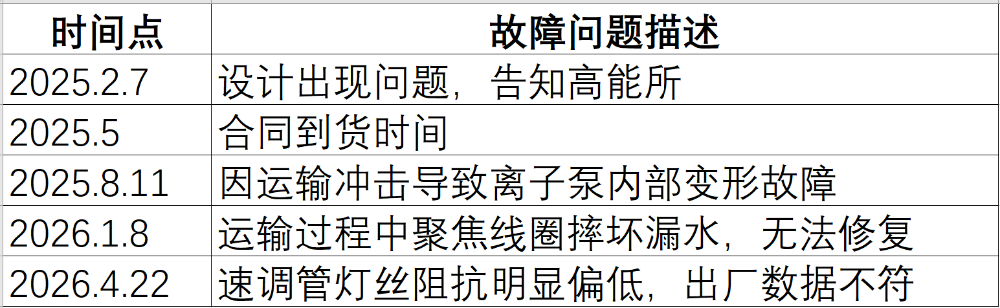 时间点 故障问题描述
2025.2.7 设计出现问题，告知高能所
2025.5 合同到货时间
2025.8.11 因运输冲击导致离子泵内部变形故障
2026.1.8 运输过程中聚焦线圈摔坏漏水，无法修复
2026.4.22 速调管灯丝阻抗明显偏低，出厂数据不符